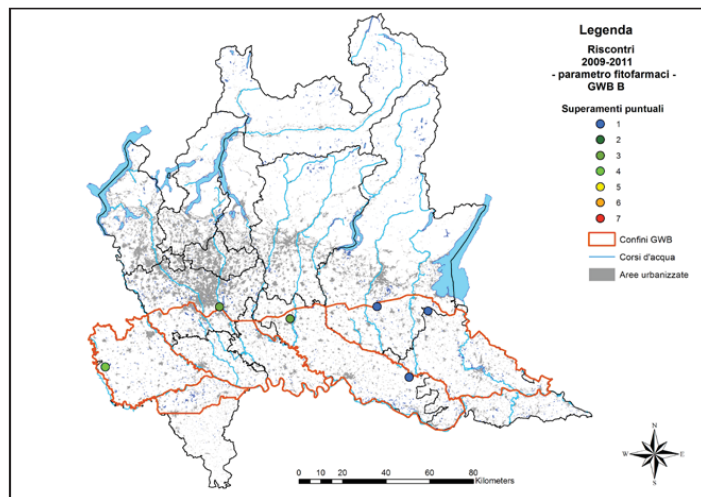 Legenda
Riscontri
2009-2011
- parametro fitofarmaci -
GWB B
Superamenti puntuali
1
2
3
4
5
6
7
Confini GWB
Corsi d'acqua
Aree urbanizzate
N
W E
S
0 10 20 40 60 80
Kilometers